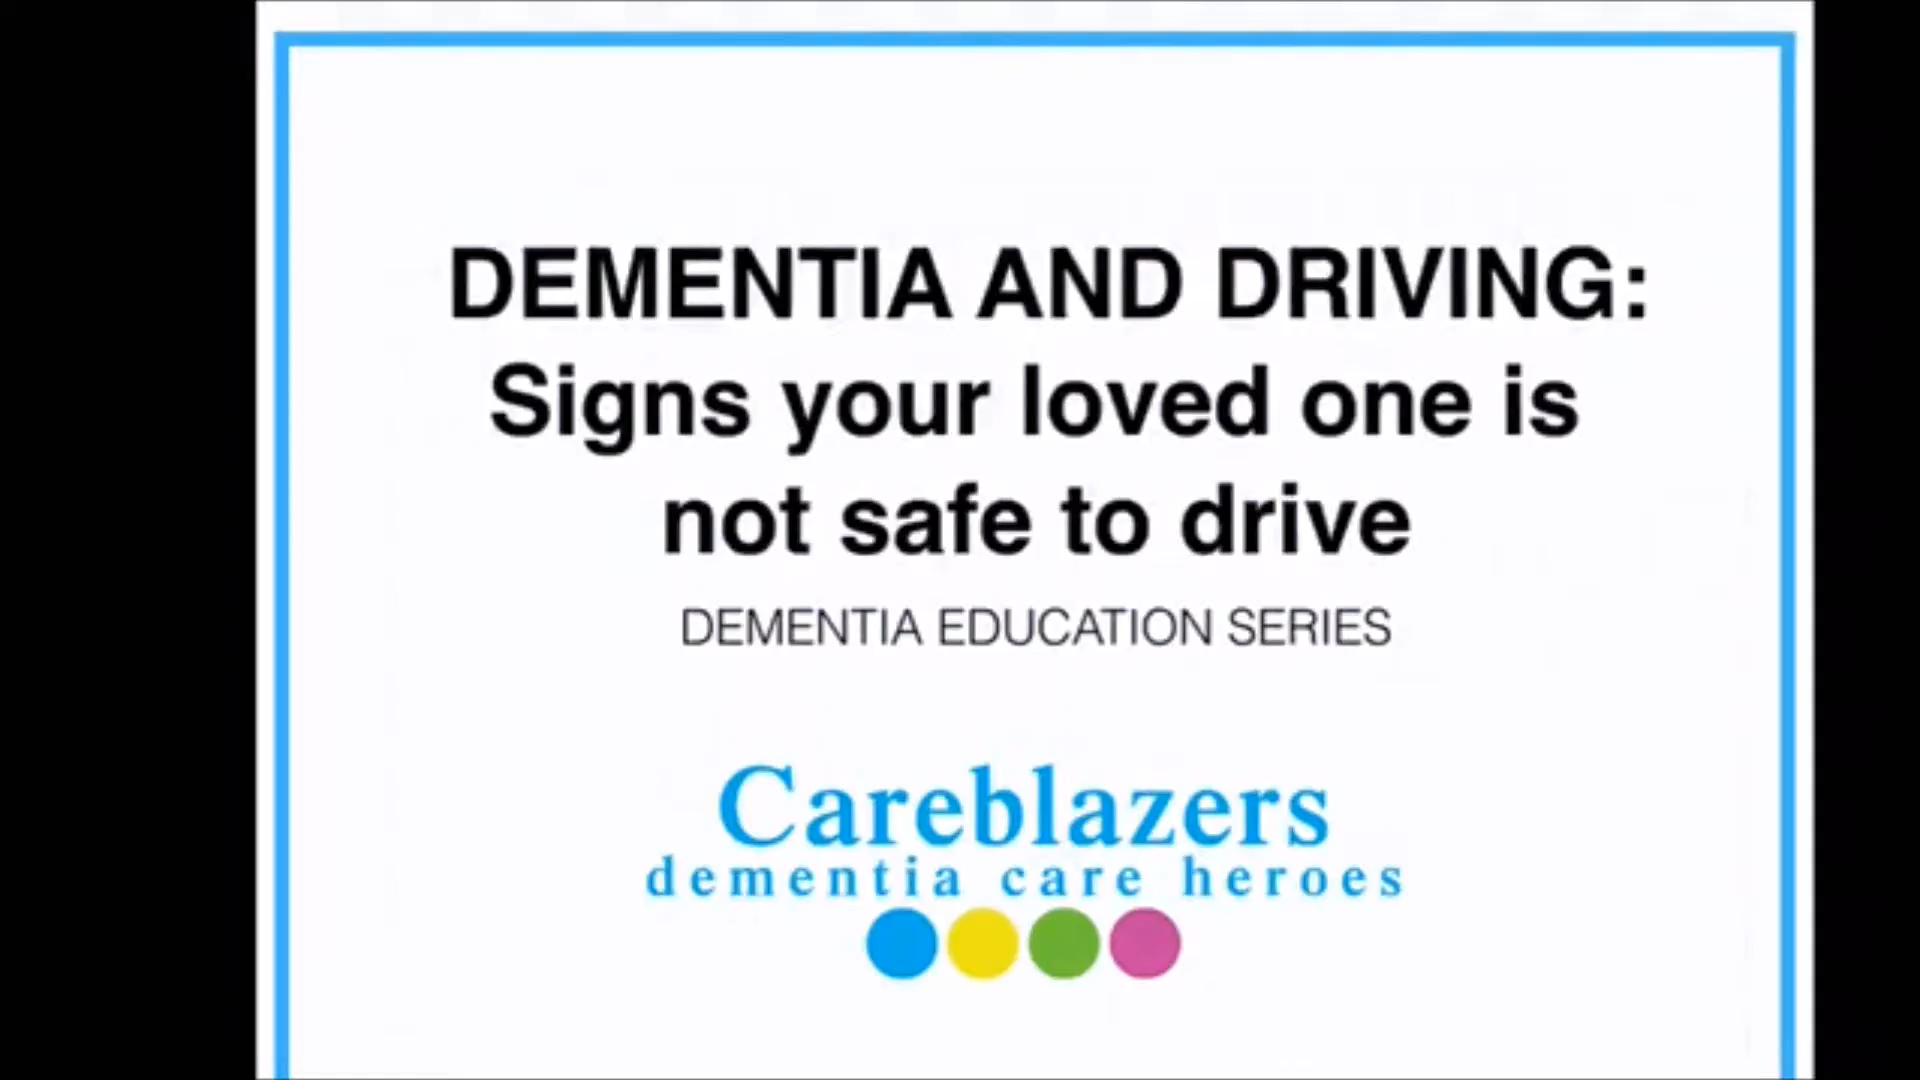 DEMENTIA AND DRIVING:
Signs your loved one is
not safe to drive
DEMENTIA EDUCATION SERIES
Careblazers
dementia care heroes